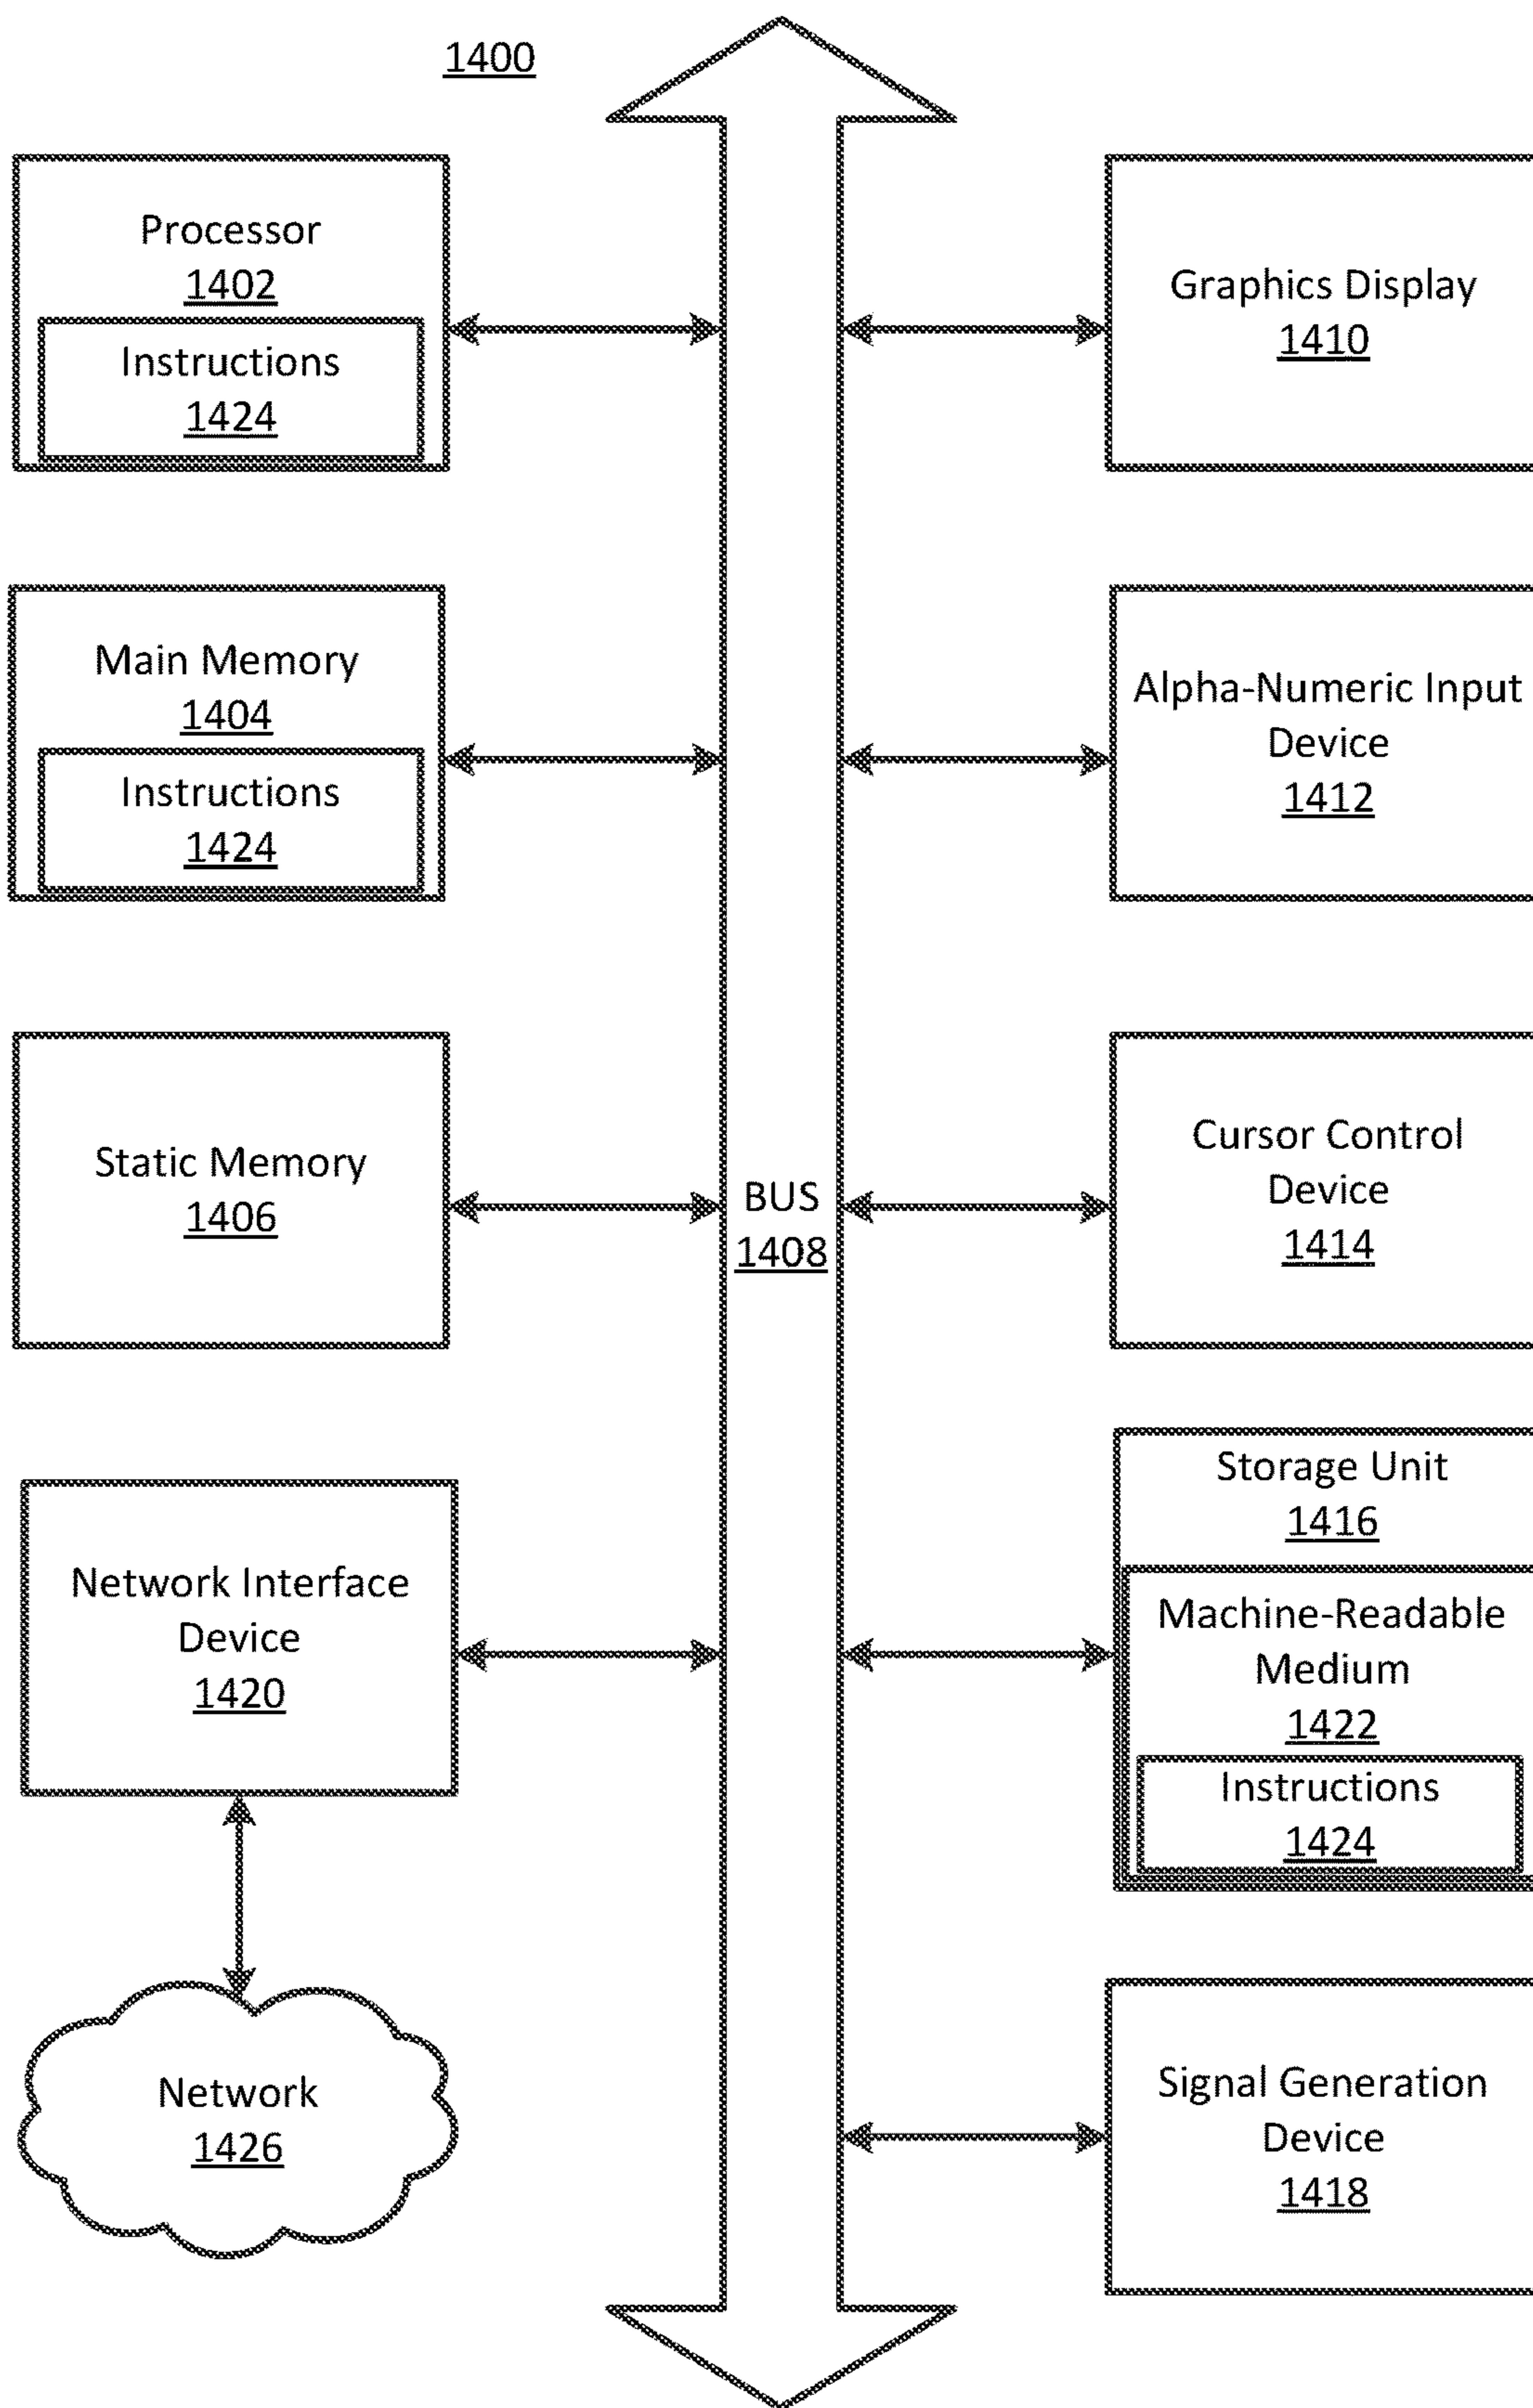 1400
Processor
1402
Instructions
1424
Main Memory
1404
Instructions
1424
Static Memory
1406
Network Interface
Device
1420
Network
1426
BUS
1408
Graphics Display
1410
Alpha-Numeric Input
Device
1412
Cursor Control
Device
1414
Storage Unit
1416
Machine-Readable
Medium
1422
Instructions
1424
Signal Generation
Device
1418